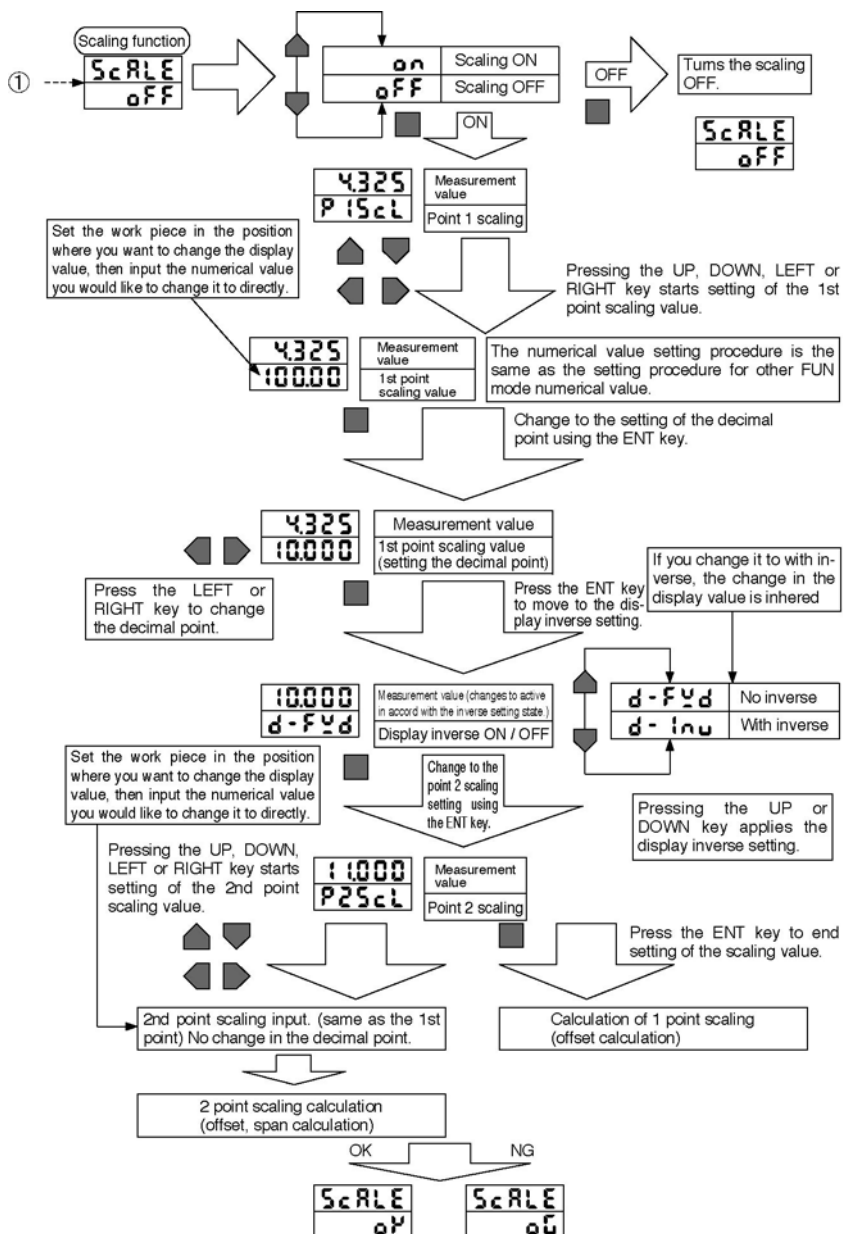 Scaling function
①
ScALE
oFF
on
Scaling ON
oFF
Scaling OFF
OFF
Turns the scaling
OFF.
ScALE
oFF
ON
4.325
P1ScL
Measurement
value
Point 1 scaling
Set the work piece in the position
where you want to change the display
value, then input the numerical value
you would like to change it to directly.
Pressing the UP, DOWN, LEFT or
RIGHT key starts setting of the 1st
point scaling value.
4.325
100.00
Measurement
value
1st point
scaling value
The numerical value setting procedure is the
same as the setting procedure for other FUN
mode numerical value.
Change to the setting of the decimal
point using the ENT key.
4.325
10.000
Measurement value
1st point scaling value
(setting the decimal point)
Press the LEFT or
RIGHT key to change
the decimal point.
Press the ENT key
to move to the dis-
play inverse setting.
If you change it to with in-
verse, the change in the
display value is inhered
10.000
d-Fyd
Measurement value (changes to active
in accord with the inverse setting state.)
Display inverse ON / OFF
d-Fyd
No inverse
d-Inu
With inverse
Set the work piece in the position
where you want to change the display
value, then input the numerical value
you would like to change it to directly.
Change to the
point 2 scaling
setting using
the ENT key.
Pressing the UP or
DOWN key applies the
display inverse setting.
Pressing the UP, DOWN,
LEFT or RIGHT key starts
setting of the 2nd point
scaling value.
11.000
P2ScL
Measurement
value
Point 2 scaling
Press the ENT key to end
setting of the scaling value.
2nd point scaling input. (same as the 1st
point) No change in the decimal point.
Calculation of 1 point scaling
(offset calculation)
2 point scaling calculation
(offset, span calculation)
OK
NG
ScALE
oK
ScALE
oG